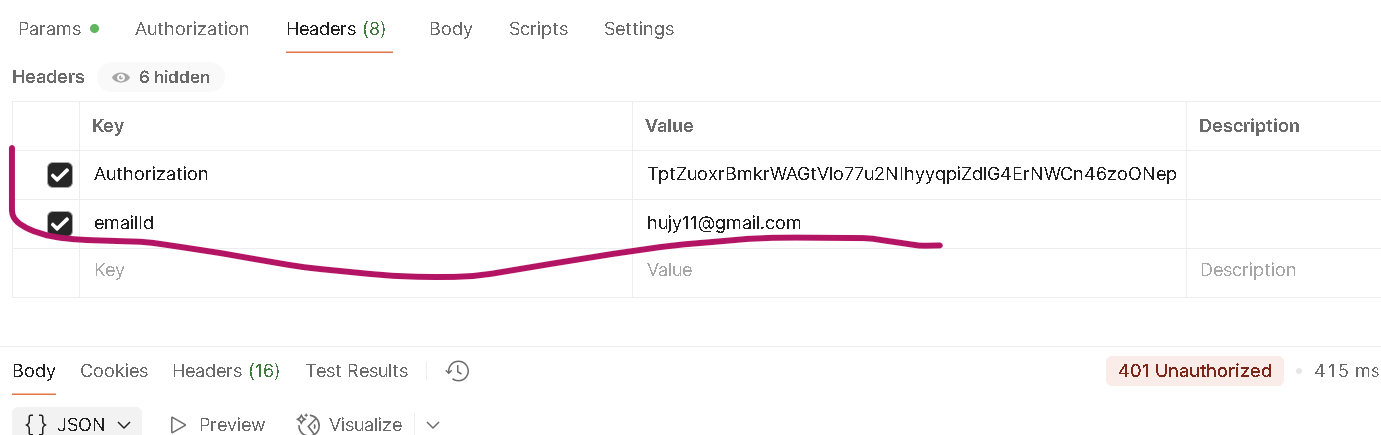 Params Authorization Headers (8) Body Scripts Settings
Headers 6 hidden
Key Value Description
Authorization TptZuoxrBmkrWAGtVlo77u2NIhyyqpiZdlG4ErNWCn46zoONep
emailId hujy11@gmail.com
Key Value Description
Body Cookies Headers (16) Test Results 401 Unauthorized • 415 ms
{} JSON Preview Visualize